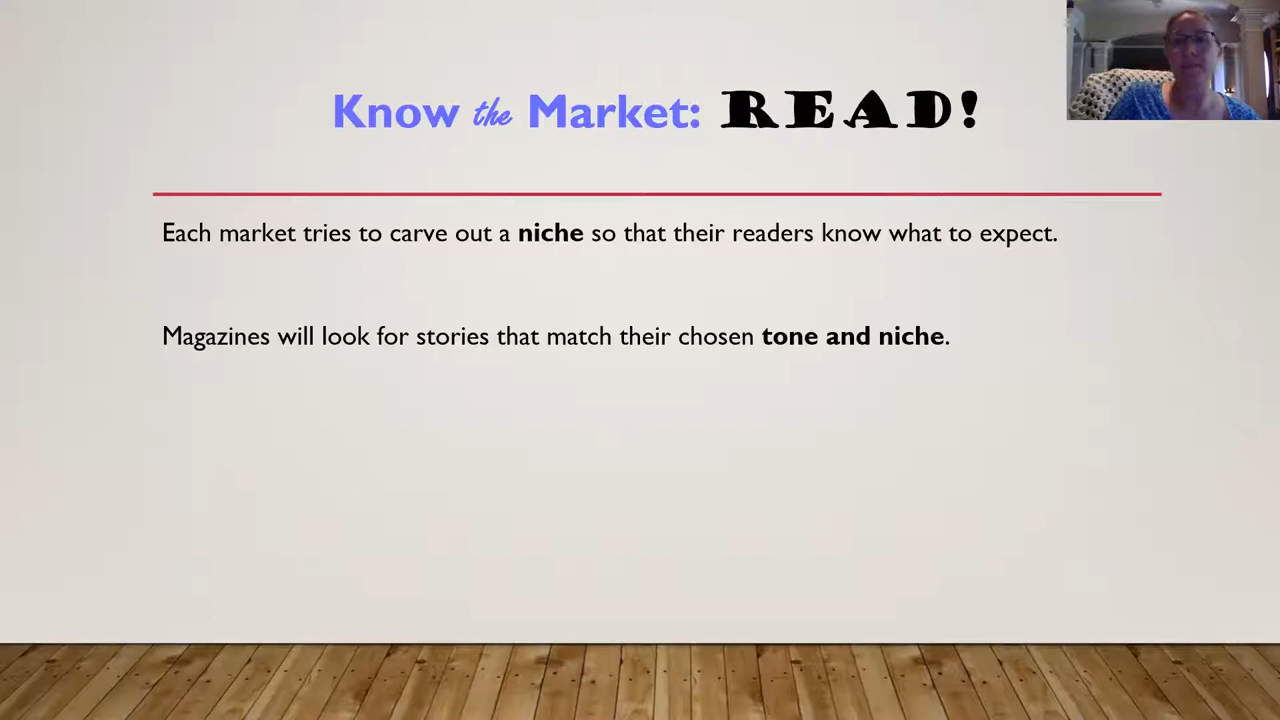 Know the Market: READ!
Each market tries to carve out a niche so that their readers know what to expect.
Magazines will look for stories that match their chosen tone and niche.